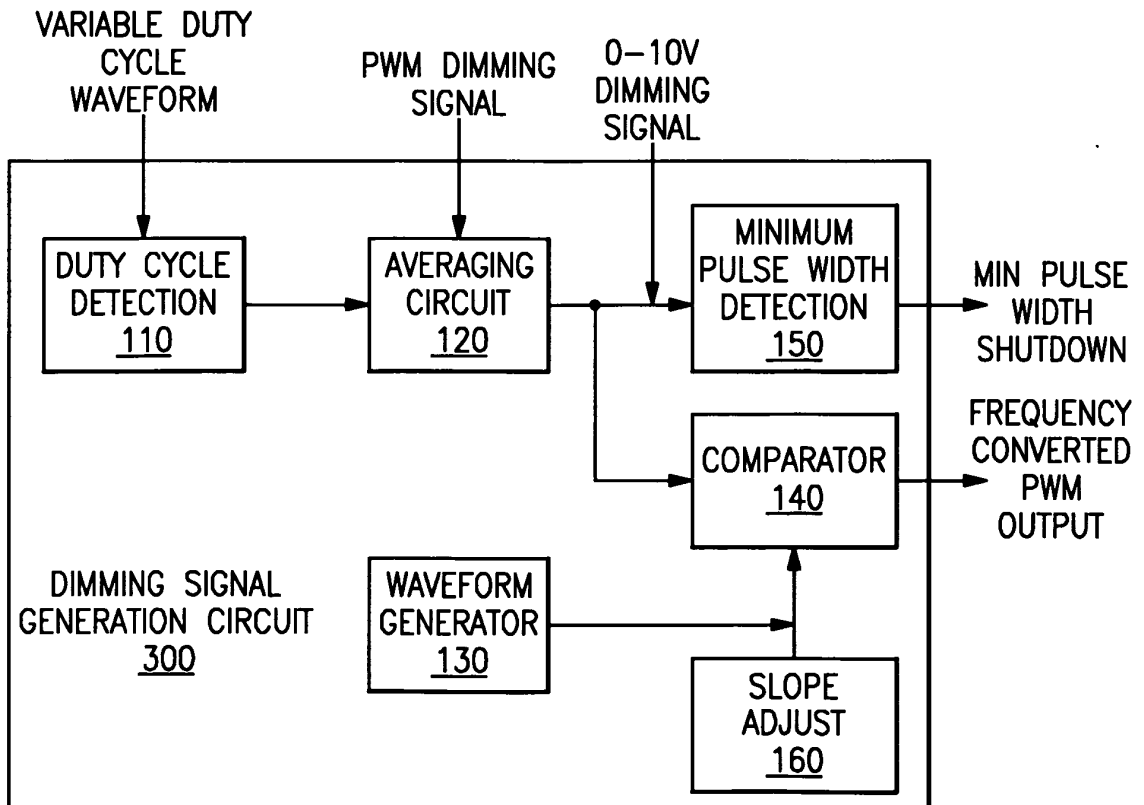 VARIABLE DUTY
CYCLE
WAVEFORM
PWM DIMMING
SIGNAL
0-10V
DIMMING
SIGNAL
DUTY CYCLE
DETECTION
110
AVERAGING
CIRCUIT
120
MINIMUM
PULSE WIDTH
DETECTION
150
MIN PULSE
WIDTH
SHUTDOWN
COMPARATOR
140
FREQUENCY
CONVERTED
PWM
OUTPUT
DIMMING SIGNAL
GENERATION CIRCUIT
300
WAVEFORM
GENERATOR
130
SLOPE
ADJUST
160